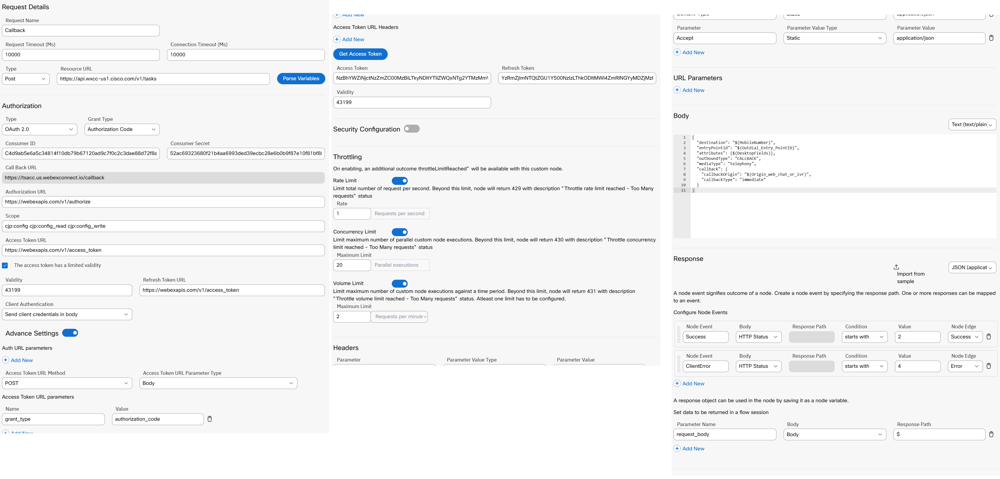 Request Details
Request Name
Callback
Request Timeout (Ms) Connection Timeout (Ms)
10000 10000
Type Resource URL
Post https://api.wxcc-us1.cisco.com/v1/tasks Parse Variables
Authorization
Type Grant Type
OAuth 2.0 Authorization Code
Consumer ID Consumer Secret
C4d9ab5e6a5c34814f10db79b67120ad9c7f0c2c3dae88d72f8a 52ac69323680f21b4aa6993ded39ecbc28e6b0b9f87e10f81bf8
Call Back URL
https://tsacc.us.webexconnect.io/callback
Authorization URL
https://webexapis.com/v1/authorize
Scope
cjp:config cjp:config_read cjp:config_write
Access Token URL
https://webexapis.com/v1/access_token
The access token has a limited validity
Validity Refresh Token URL
43199 https://webexapis.com/v1/access_token
Client Authentication
Send client credentials in body
Advance Settings
Auth URL parameters
Add New
Access Token URL Method Access Token URL Parameter Type
POST Body
Access Token URL parameters
Name Value
grant_type authorization_code
Add New
Add New
Access Token URL Headers
Add New
Get Access Token
Access Token Refresh Token
Validity
43199
Security Configuration
Throttling
On enabling, an additional outcome throttleLimitReached" will be available with this custom node.
Rate Limit
Limit total number of request per second. Beyond this limit, node will return 429 with description "Throttle rate limit reached - Too Many
requests" status
Rate
1 Requests per second
Concurrency Limit
Limit maximum number of parallel custom node executions. Beyond this limit, node will return 430 with description "Throttle concurrency
limit reached - Too Many requests" status
Maximum Limit
20 Parallel executions
Volume Limit
Limit maximum number of custom node executions against a time period. Beyond this limit, node will return 431 with description
"Throttle volume limit reached - Too Many requests" status. Atleast one limit has to be configured.
Maximum Limit
2 Requests per minute
Headers
Parameter Parameter Value Type Parameter Value
Content-Type Static application/json
Parameter Parameter Value Type Parameter Value
Accept Static application/json
Add New
URL Parameters
Add New
Body
Text (text/plain)
1 {
2 "destination": "$(MobileNumber)",
3 "entryPointId": "$(Outdial_Entry_PointID)",
4 "attributes": {$(DesktopFields)},
5 "outboundType": "CALLBACK",
6 "mediaType": "telephony",
7 "callback": {
8 "callbackOrigin": "$(Origin_web_chat_or_ivr)",
9 "callbackType": "immediate"
10 }
11 }
Response
JSON (applicat
Import from
sample
A node event signifies outcome of a node. Create a node event by specifying the response path. One or more responses can be mapped
to an event.
Configure Node Events
Node Event Body Response Path Condition Value Node Edge
Success HTTP Status starts with 2 Success
Node Event Body Response Path Condition Value Node Edge
ClientError HTTP Status starts with 4 Error
Add New
A response object can be used in the node by saving it as a node variable.
Set data to be returned in a flow session
Parameter Name Body Response Path
request_body Body $
Add New